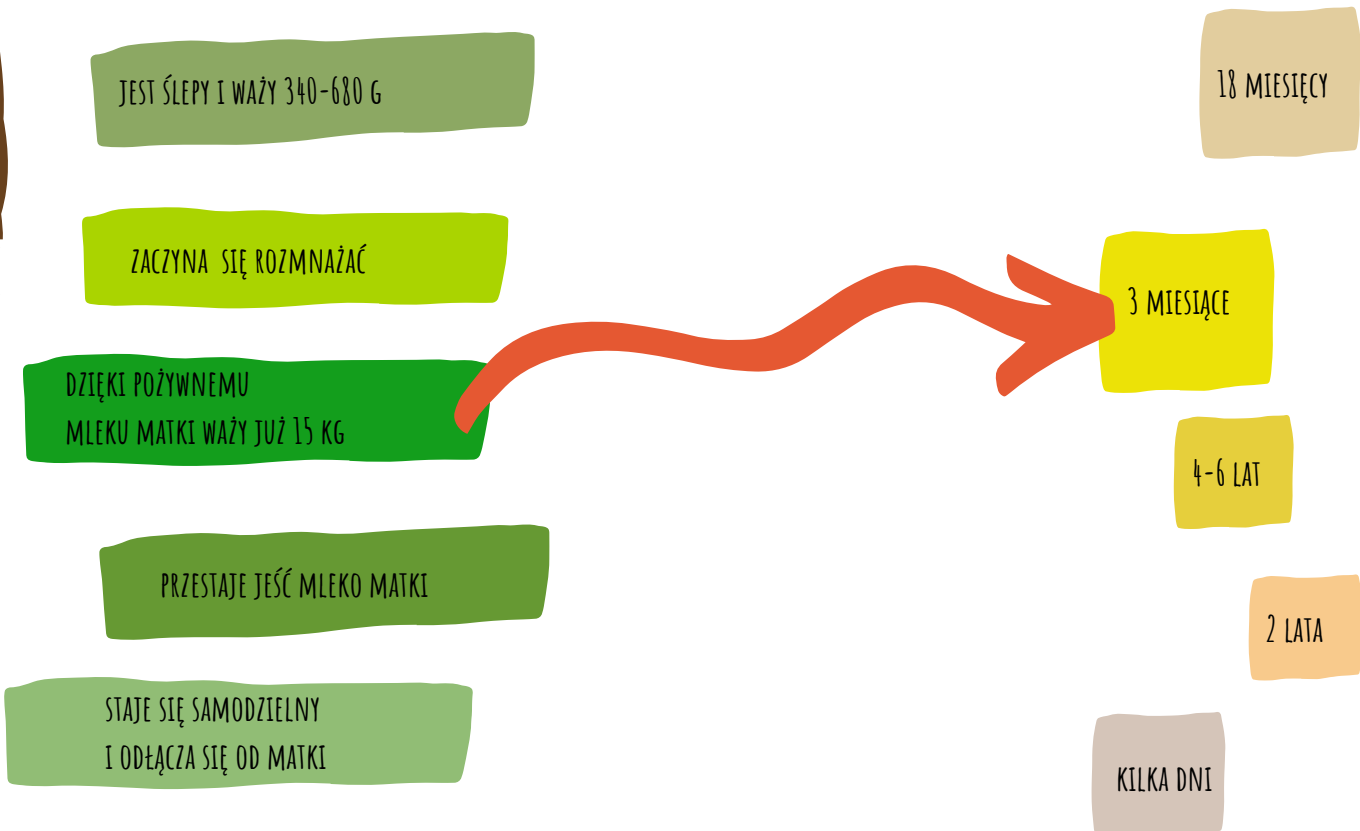 JEST ŚLEPY I WAŻY 340-680 G
ZACZYNA SIĘ ROZMNAŻAĆ
DZIĘKI POŻYWNEMU
MLEKU MATKI WAŻY JUŻ 15 KG
PRZESTAJE JEŚĆ MLEKO MATKI
STAJE SIĘ SAMODZIELNY
I ODŁĄCZA SIĘ OD MATKI
18 MIESIĘCY
3 MIESIĄCE
4-6 LAT
2 LATA
KILKA DNI